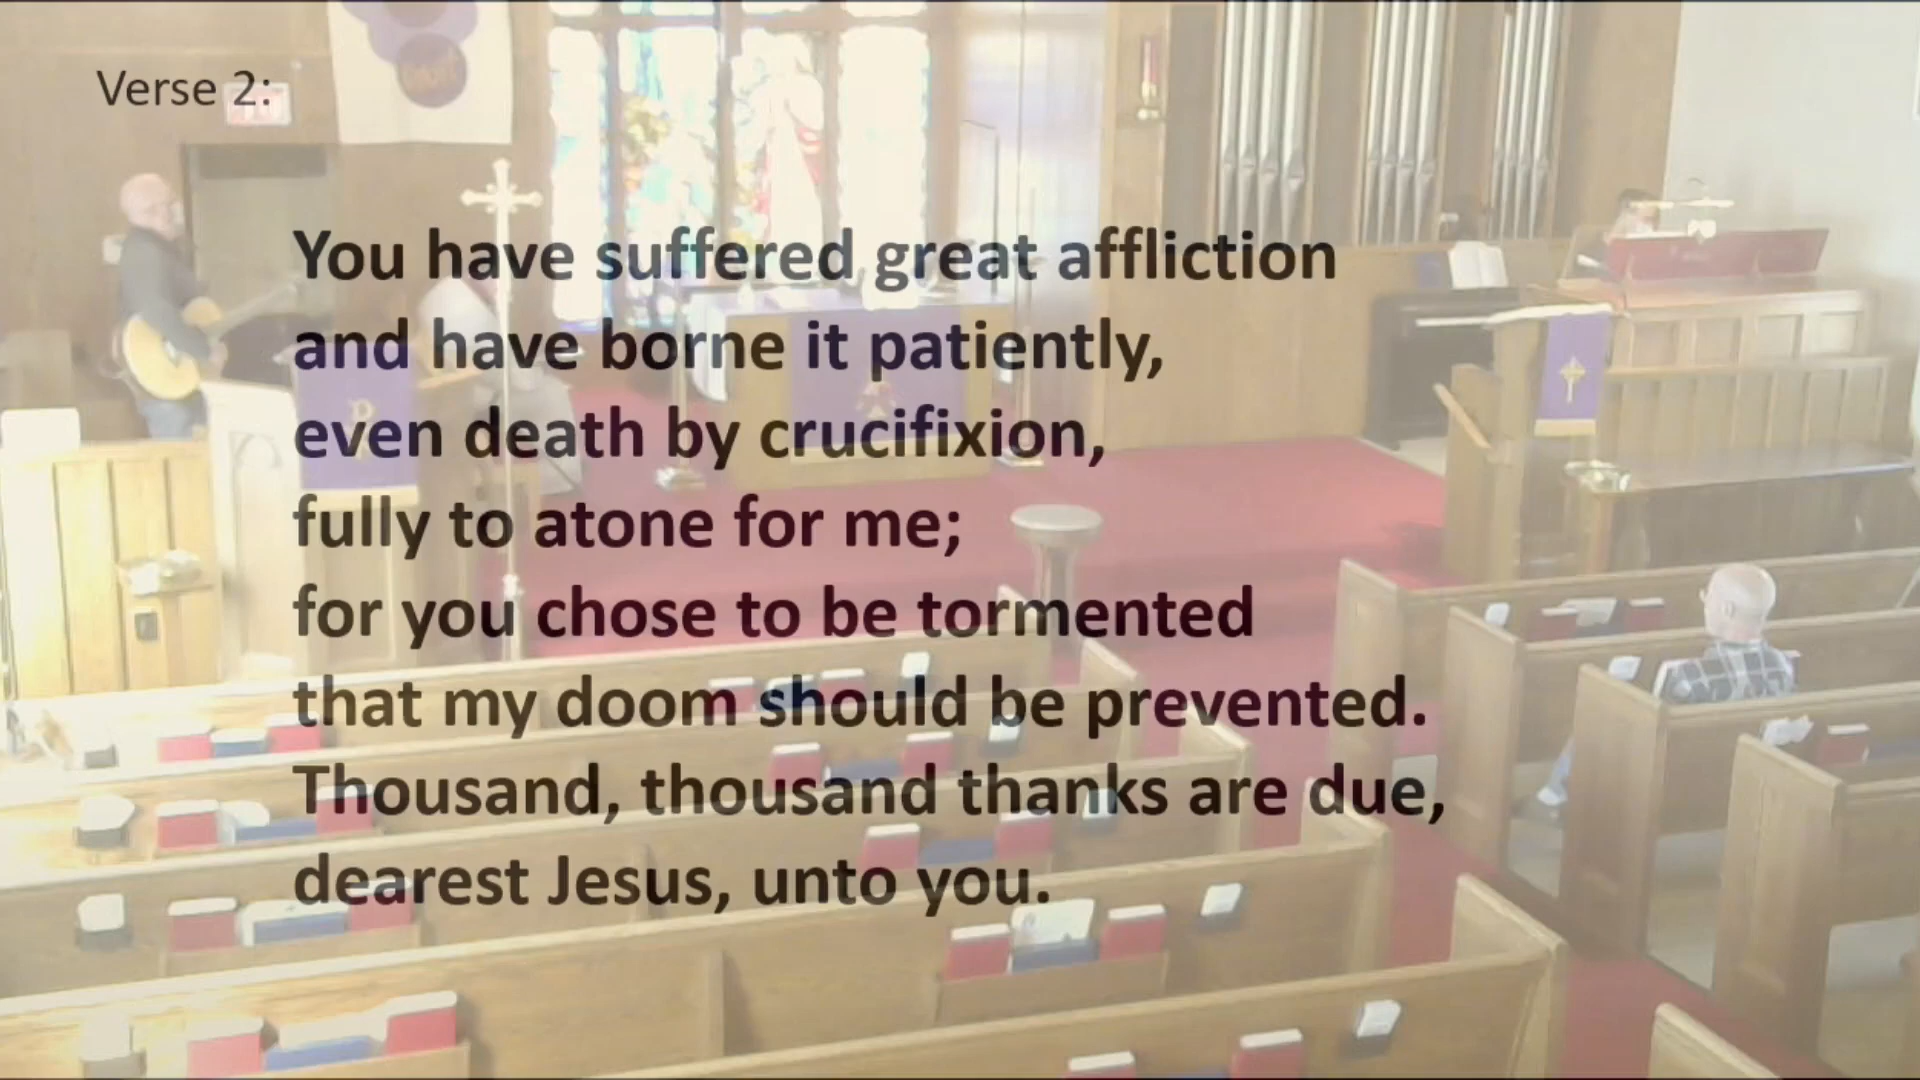 Verse 2:
You have suffered great affliction
and have borne it patiently,
even death by crucifixion,
fully to atone for me;
for you chose to be tormented
that my doom should be prevented.
Thousand, thousand thanks are due,
dearest Jesus, unto you.